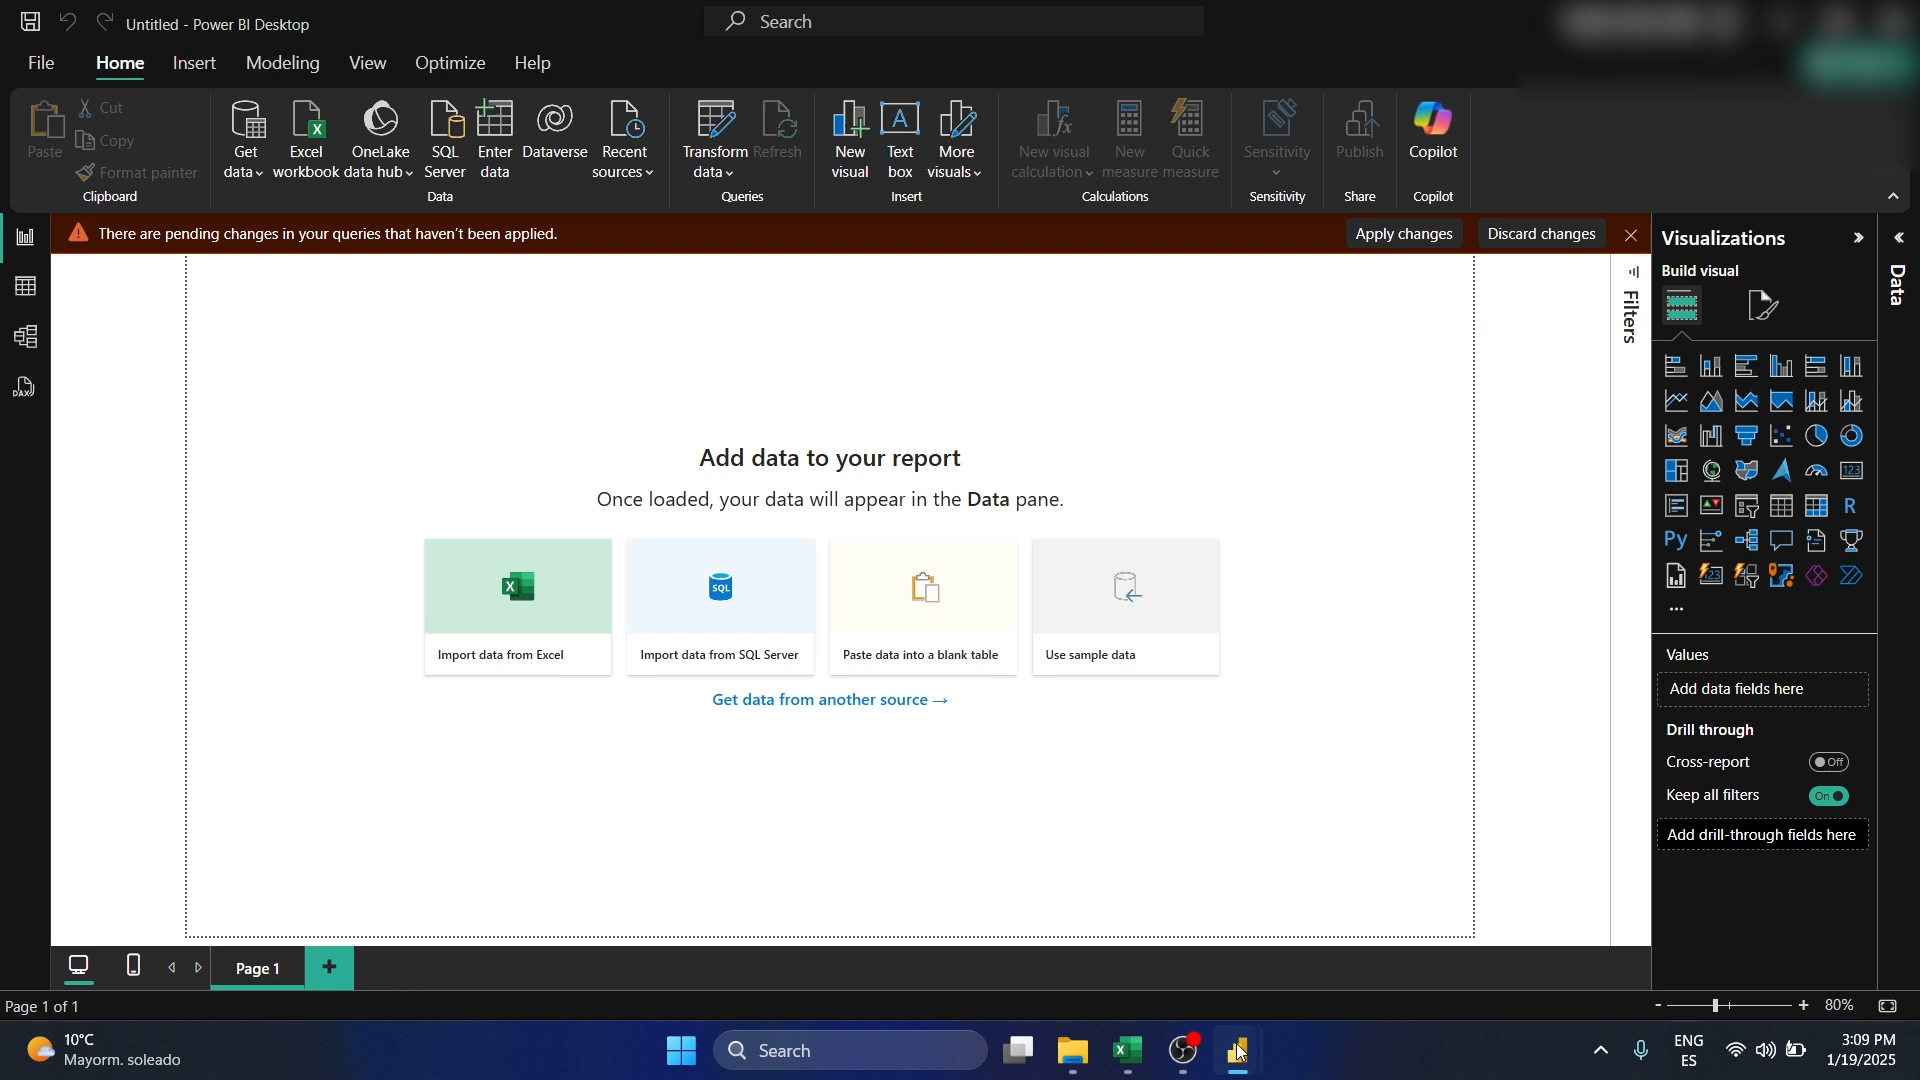 Untitled - Power BI Desktop
Search
File Home Insert Modeling View Optimize Help
Paste
Cut
Copy
Format painter
Clipboard
Get data
Excel workbook
OneLake data hub
SQL Server
Enter data
Dataverse
Recent sources
Data
Transform data
Refresh
Queries
New visual
Text box
More visuals
Insert
New visual calculation
New measure
Quick measure
Calculations
Sensitivity
Sensitivity
Publish
Share
Copilot
Copilot
There are pending changes in your queries that haven't been applied.
Apply changes
Discard changes
DAX
Add data to your report
Once loaded, your data will appear in the Data pane.
X
SQL
Import data from Excel
Import data from SQL Server
Paste data into a blank table
Use sample data
Get data from another source →
Filters
Visualizations
Build visual
123
R
Py
123
...
Values
Add data fields here
Drill through
Cross-report
Off
Keep all filters
On
Add drill-through fields here
Data
Page 1
+
Page 1 of 1
- + 80%
10°C
Mayorm. soleado
Search
ENG
ES
3:09 PM
1/19/2025